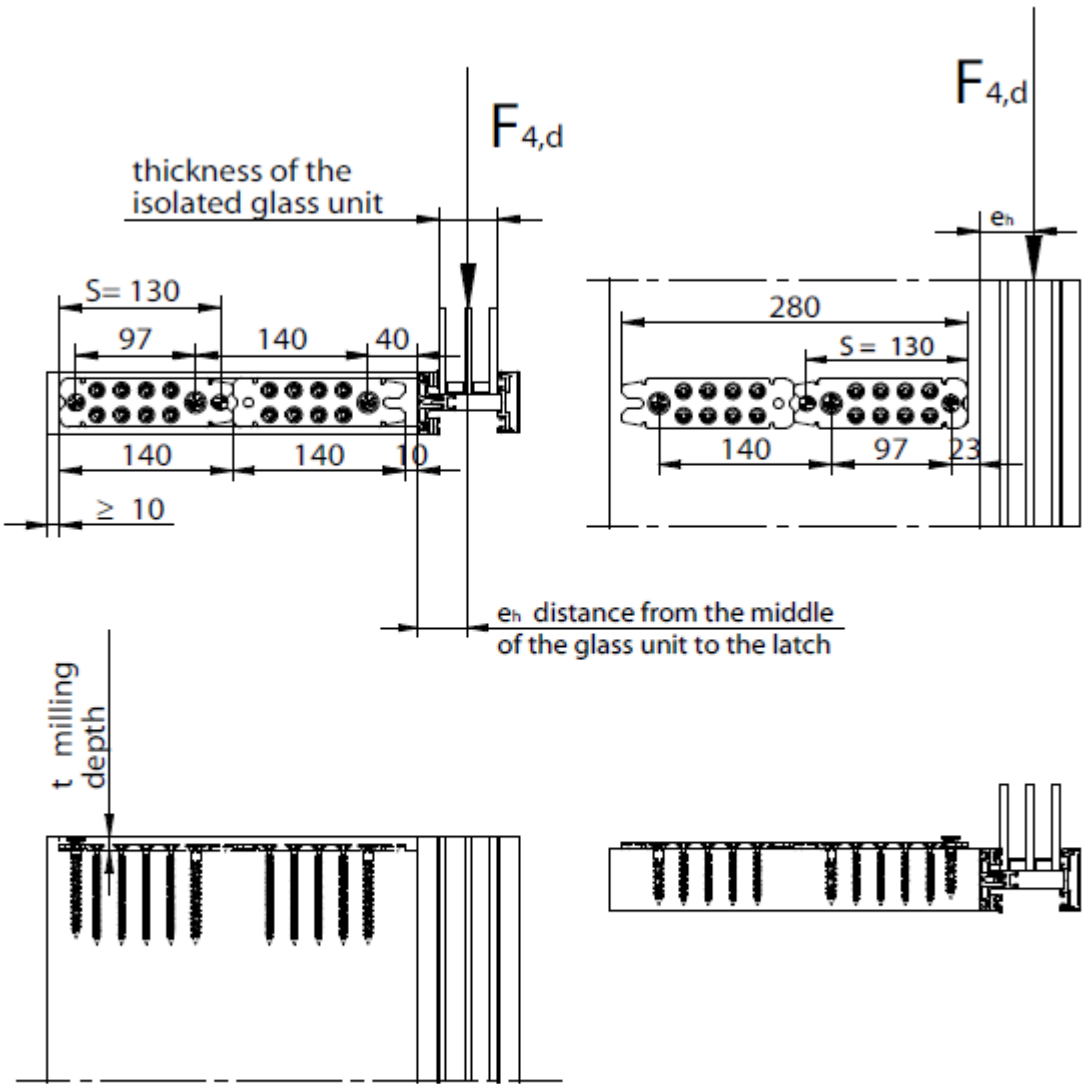 F4,d
F4,d
thickness of the
isolated glass unit
eh
S= 130
280
97
140
40
S = 130
140
140
10
140
97
23
≥ 10
eh distance from the middle
of the glass unit to the latch
t milling
depth